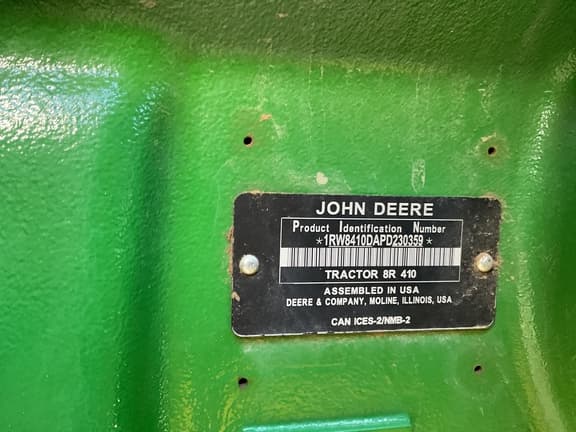 JOHN DEERE
Product Identification Number
*1RW8410DAPD230359*
TRACTOR 8R 410
ASSEMBLED IN USA
DEERE & COMPANY, MOLINE, ILLINOIS, USA
CAN ICES-2/NMB-2